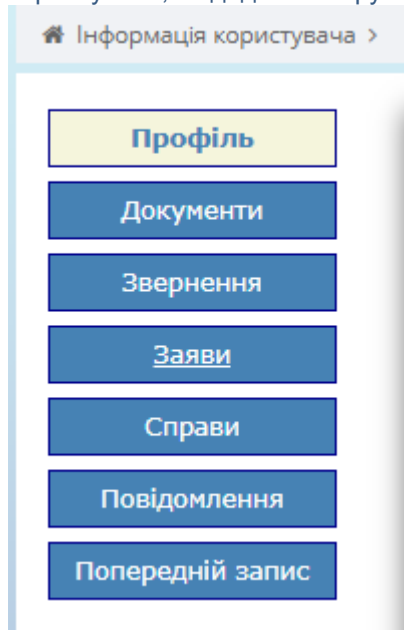 Інформація користувача >
Профіль
Документи
Звернення
Заяви
Справи
Повідомлення
Попередній запис